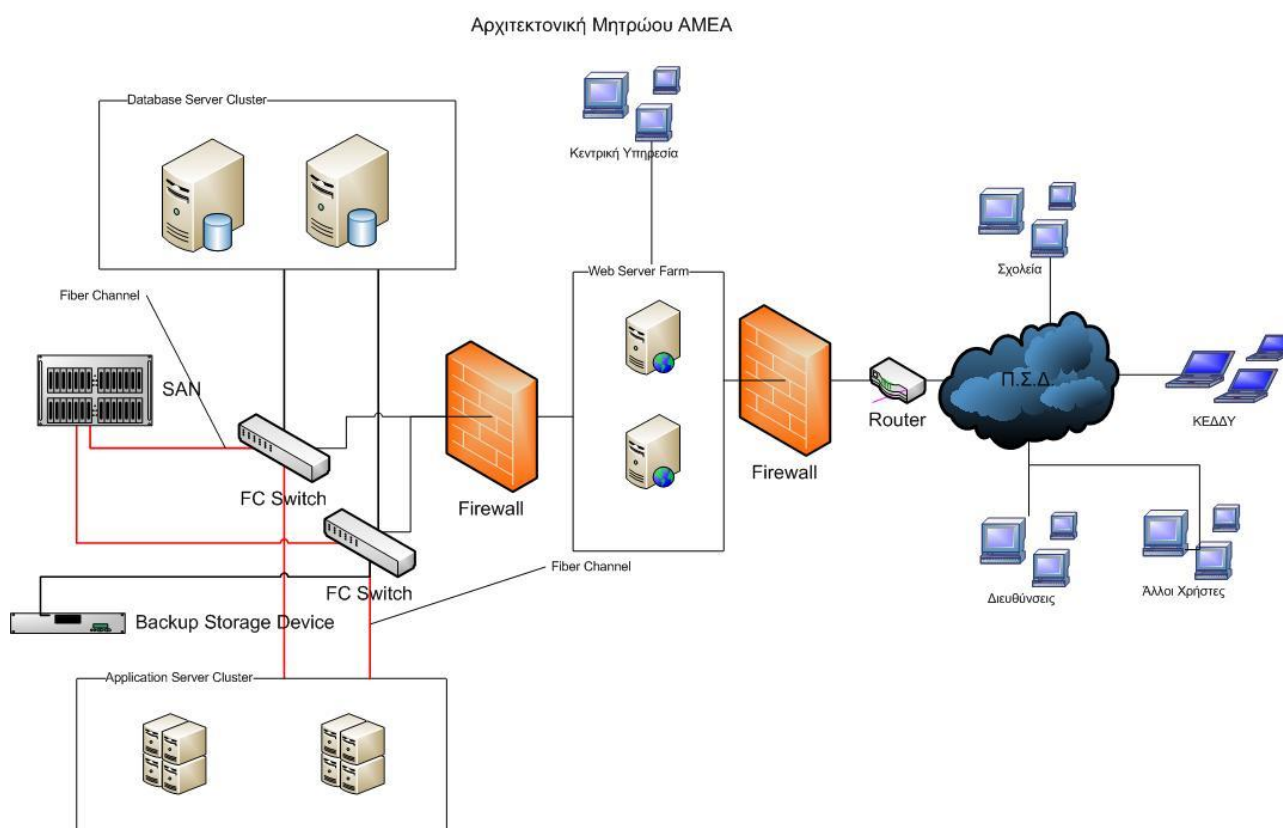 Αρχιτεκτονική Μητρώου ΑΜΕΑ
Database Server Cluster
Κεντρική Υπηρεσία
Σχολεία
Web Server Farm
Fiber Channel
SAN
Π.Σ.Δ.
Router
ΚΕΔΔΥ
Firewall
FC Switch
Firewall
Fiber Channel
FC Switch
Διευθύνσεις
Άλλοι Χρήστες
Backup Storage Device
Application Server Cluster